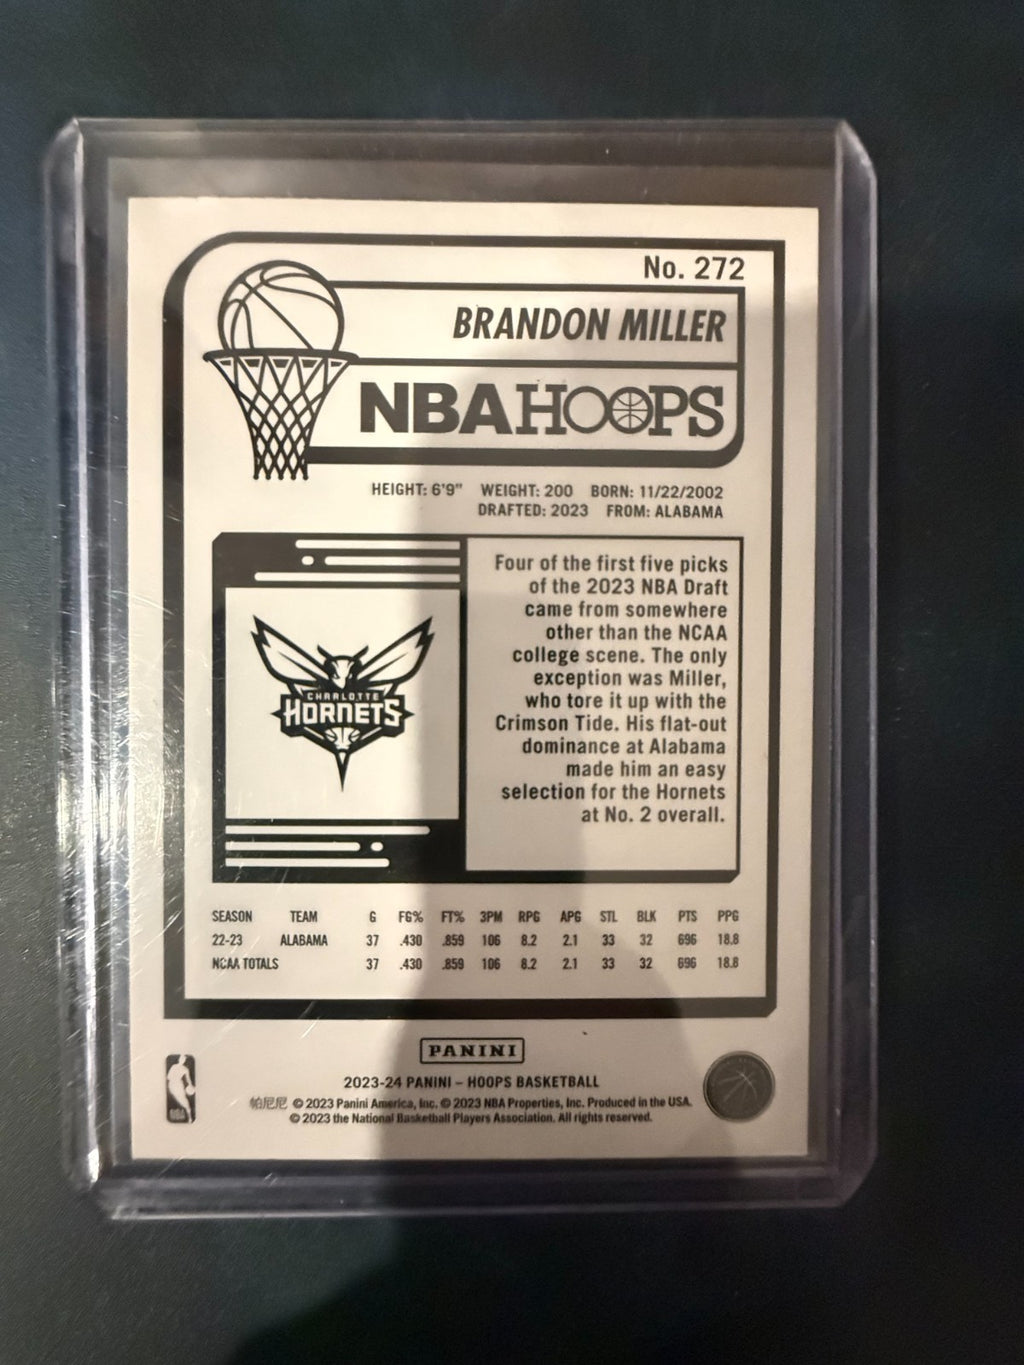 No. 272
BRANDON MILLER
NBA HOOPS
HEIGHT: 6'9" WEIGHT: 200 BORN: 11/22/2002
DRAFTED: 2023 FROM: ALABAMA
Four of the first five picks
of the 2023 NBA Draft
came from somewhere
other than the NCAA
college scene. The only
exception was Miller,
who tore it up with the
Crimson Tide. His flat-out
dominance at Alabama
made him an easy
selection for the Hornets
at No. 2 overall.
CHARLOTTE
HORNETS
SEASON TEAM G FG% FT% 3PM RPG APG STL BLK PTS PPG
22-23 ALABAMA 37 .430 .859 106 8.2 2.1 33 32 696 18.8
NCAA TOTALS 37 .430 .859 106 8.2 2.1 33 32 696 18.8
PANINI
2023-24 PANINI – HOOPS BASKETBALL
帕尼尼 © 2023 Panini America, Inc. © 2023 NBA Properties, Inc. Produced in the USA.
© 2023 the National Basketball Players Association. All rights reserved.
NBA